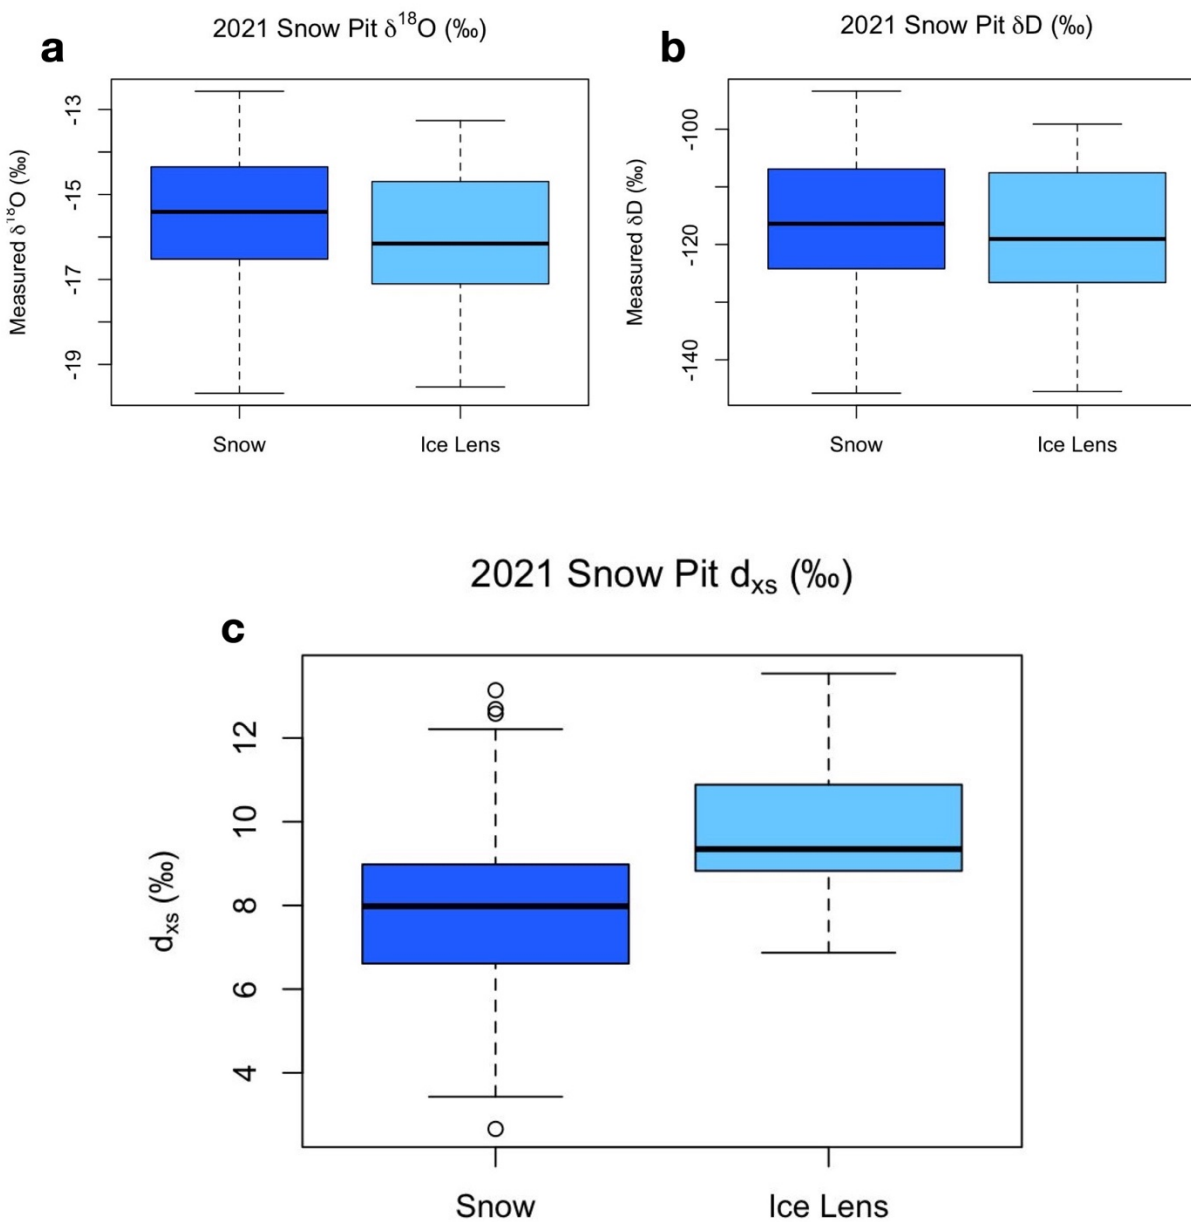 a
2021 Snow Pit δ¹⁸O (‰)
Measured δ¹⁸O (‰)
-13
-15
-17
-19
Snow
Ice Lens
b
2021 Snow Pit δD (‰)
Measured δD (‰)
-100
-120
-140
Snow
Ice Lens
c
2021 Snow Pit dₓₛ (‰)
dₓₛ (‰)
12
10
8
6
4
Snow
Ice Lens